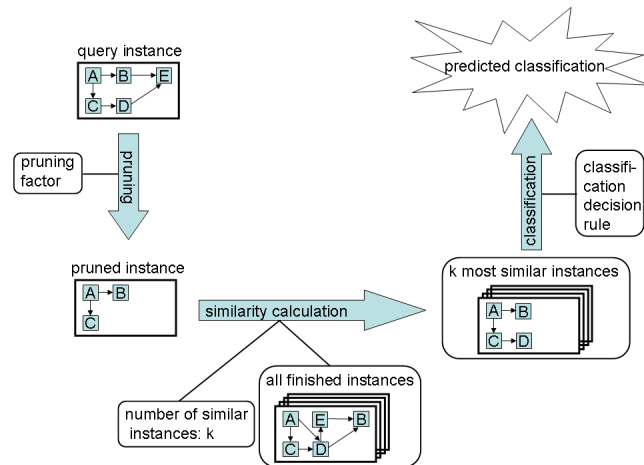 query instance
A B E
C D
pruning
factor
pruning
pruned instance
A B
C
similarity calculation
number of similar
instances: k
all finished instances
A E B
C D
k most similar instances
A B
C D
classification
classifi-
cation
decision
rule
predicted classification